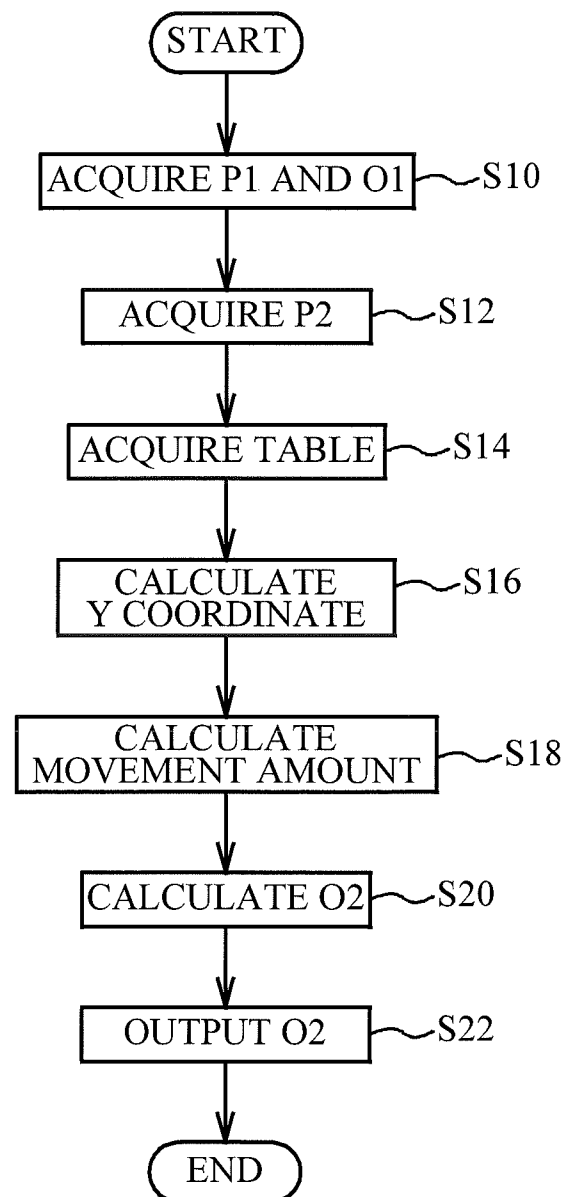 START
ACQUIRE P1 AND O1
S10
ACQUIRE P2
S12
ACQUIRE TABLE
S14
CALCULATE
Y COORDINATE
S16
CALCULATE
MOVEMENT AMOUNT
S18
CALCULATE O2
S20
OUTPUT O2
S22
END